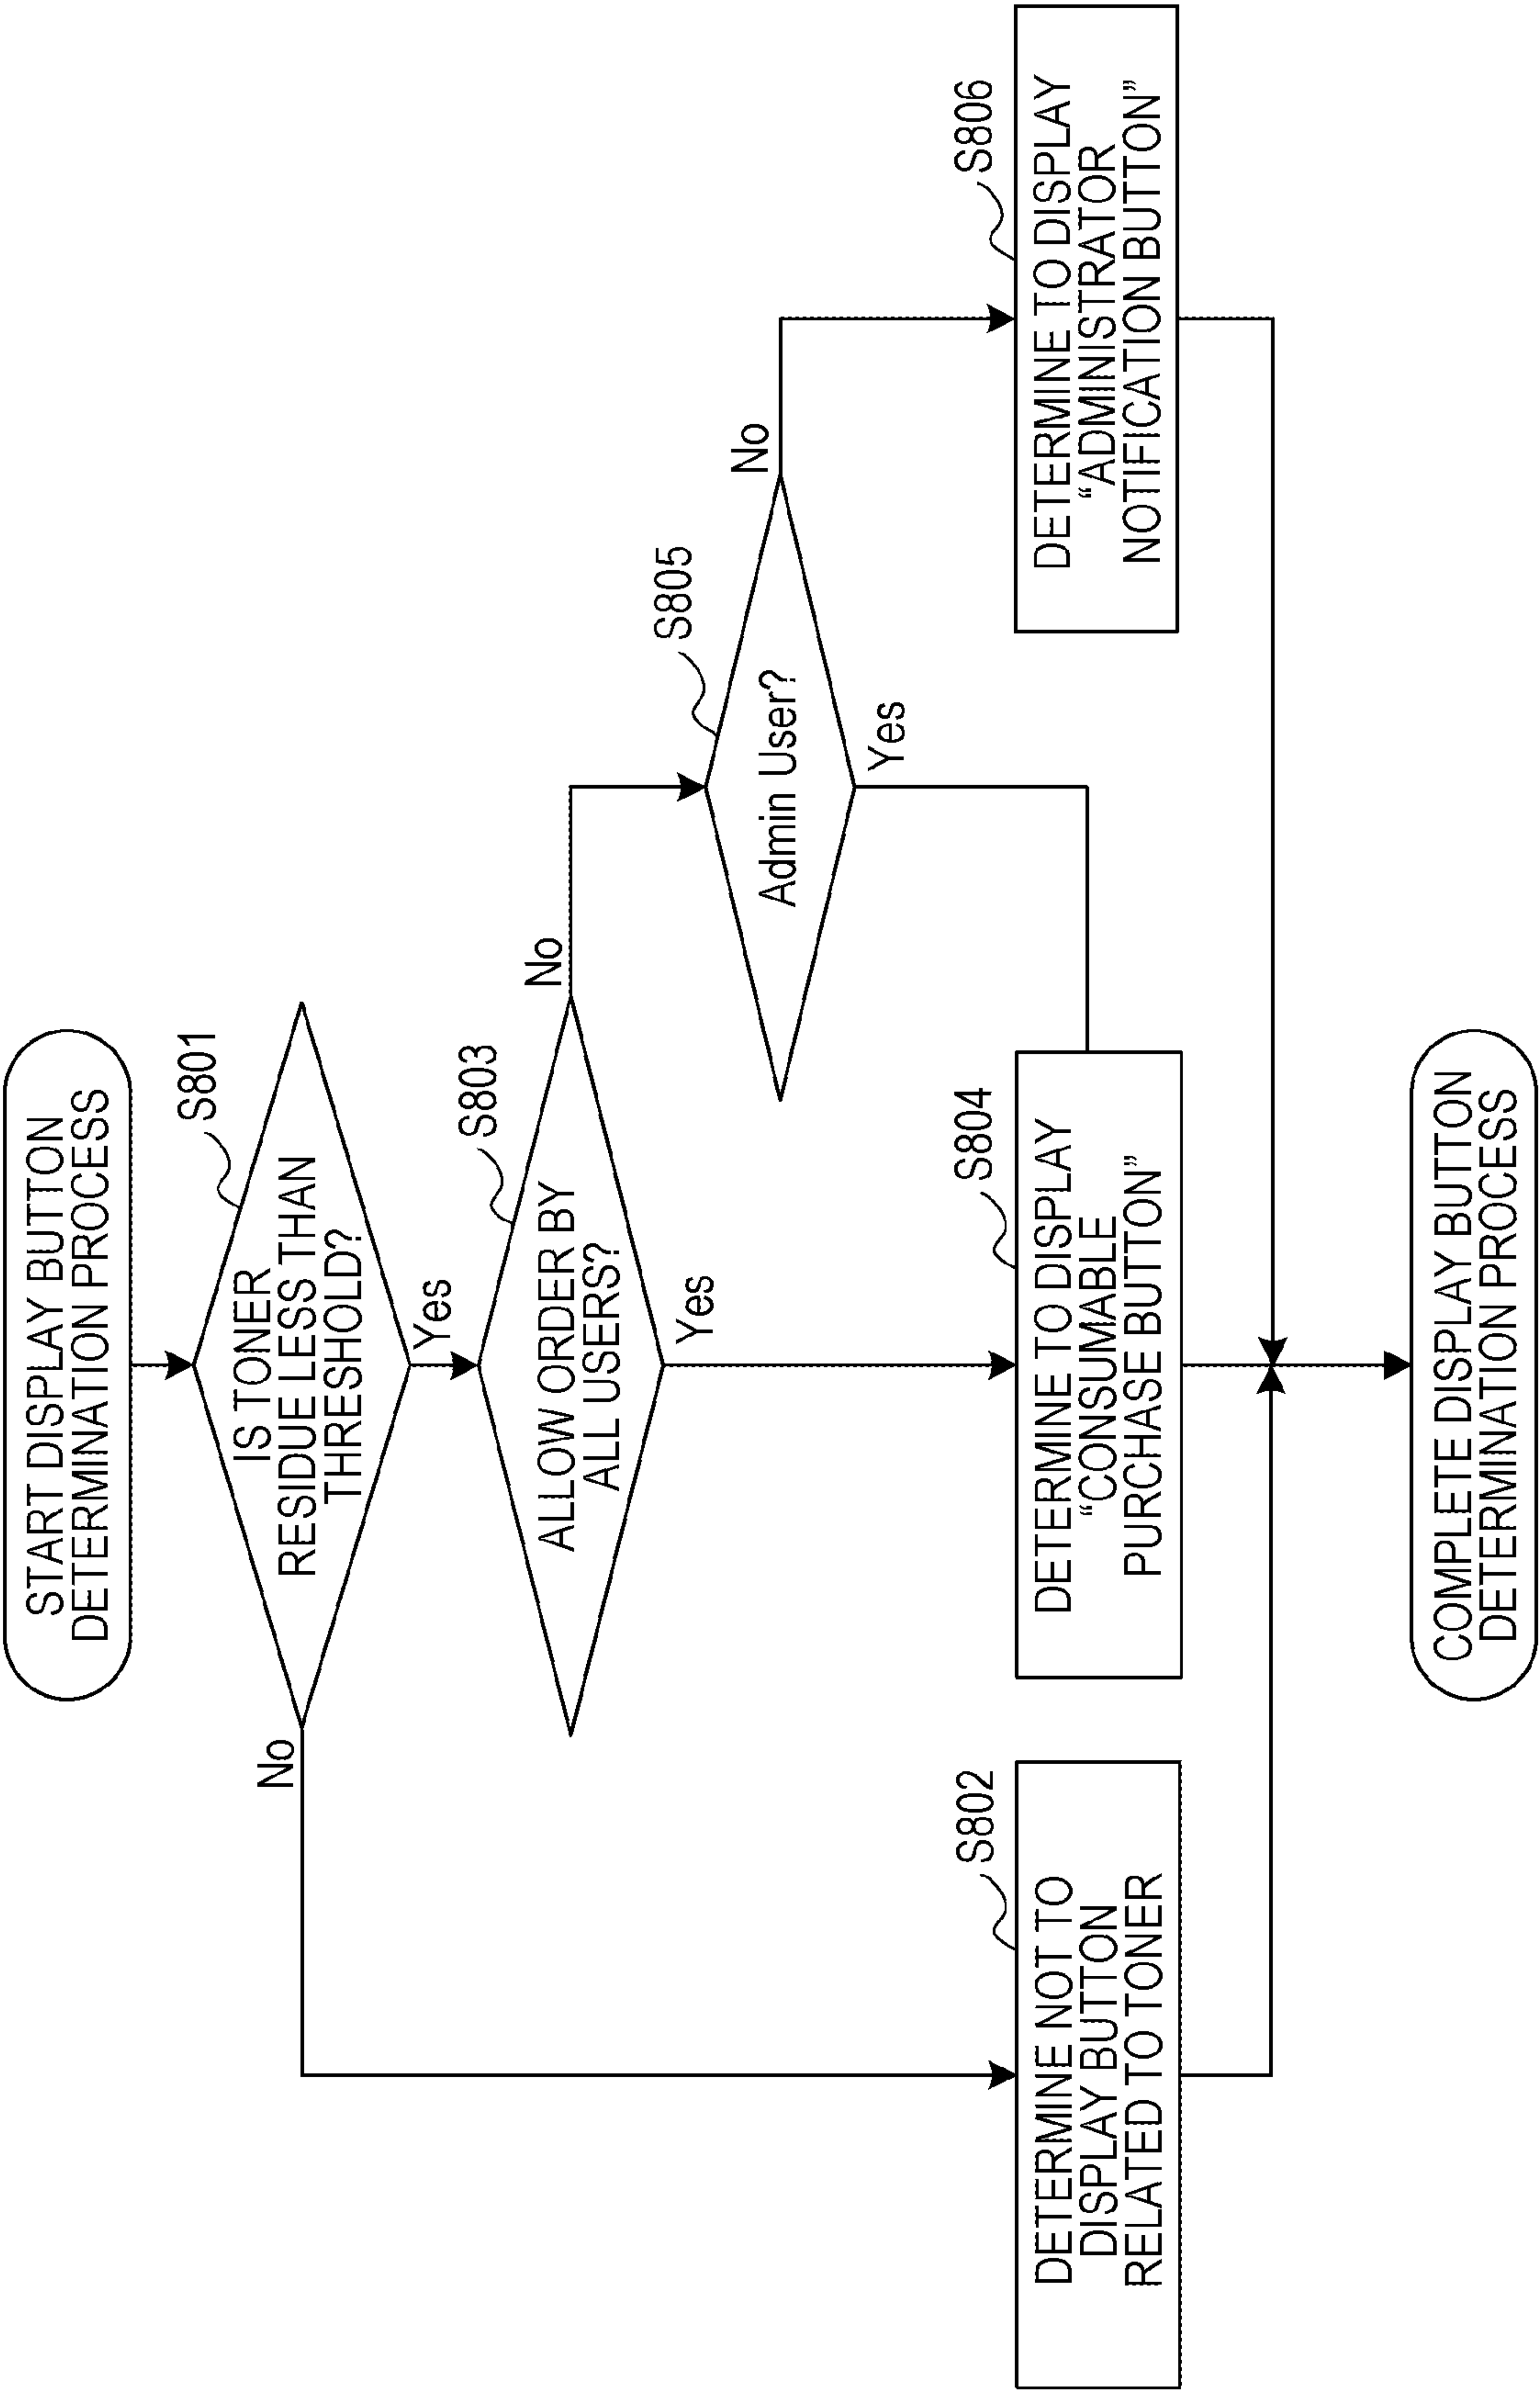 START DISPLAY BUTTON
DETERMINATION PROCESS
S801
IS TONER
RESIDUE LESS THAN
THRESHOLD?
No
Yes
S803
ALLOW ORDER BY
ALL USERS?
No
Yes
S805
Admin User?
No
Yes
S802
DETERMINE NOT TO
DISPLAY BUTTON
RELATED TO TONER
S804
DETERMINE TO DISPLAY
“CONSUMABLE
PURCHASE BUTTON”
S806
DETERMINE TO DISPLAY
“ADMINISTRATOR
NOTIFICATION BUTTON”
COMPLETE DISPLAY BUTTON
DETERMINATION PROCESS